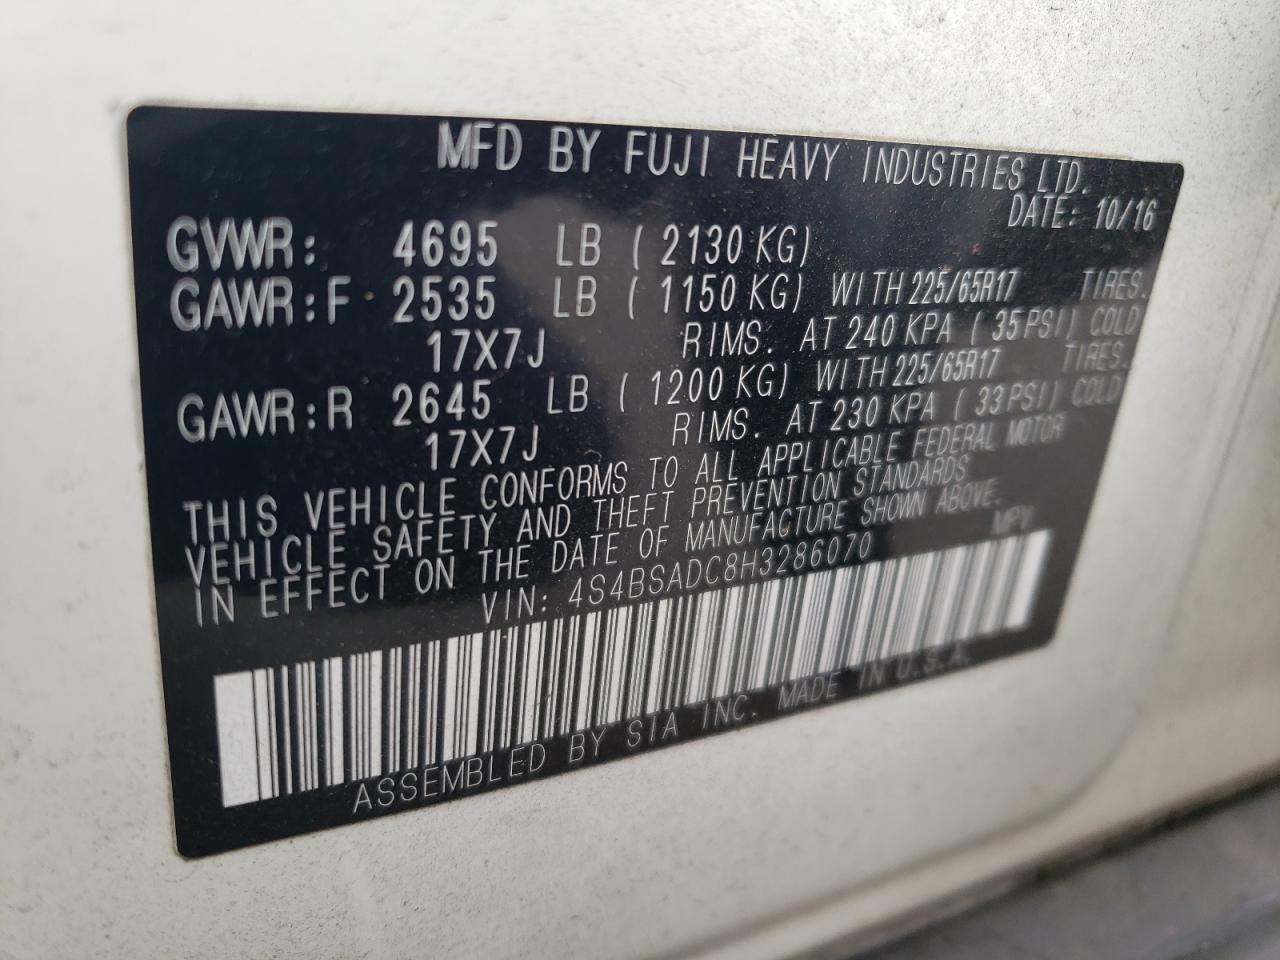 MFD BY FUJI HEAVY INDUSTRIES LTD.
DATE: 10/16
GVWR: 4695 LB ( 2130 KG)
GAWR:F 2535 LB ( 1150 KG) WITH 225/65R17 TIRES.
17X7J RIMS. AT 240 KPA ( 35 PSI) COLD
GAWR:R 2645 LB ( 1200 KG) WITH 225/65R17 TIRES.
17X7J RIMS. AT 230 KPA ( 33 PSI) COLD
THIS VEHICLE CONFORMS TO ALL APPLICABLE FEDERAL MOTOR
VEHICLE SAFETY AND THEFT PREVENTION STANDARDS
IN EFFECT ON THE DATE OF MANUFACTURE SHOWN ABOVE.
VIN: 4S4BSADC8H3286070 MPV
ASSEMBLED BY SIA INC. MADE IN U.S.A.